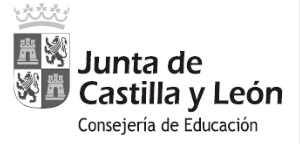 Junta de
Castilla y León
Consejería de Educación